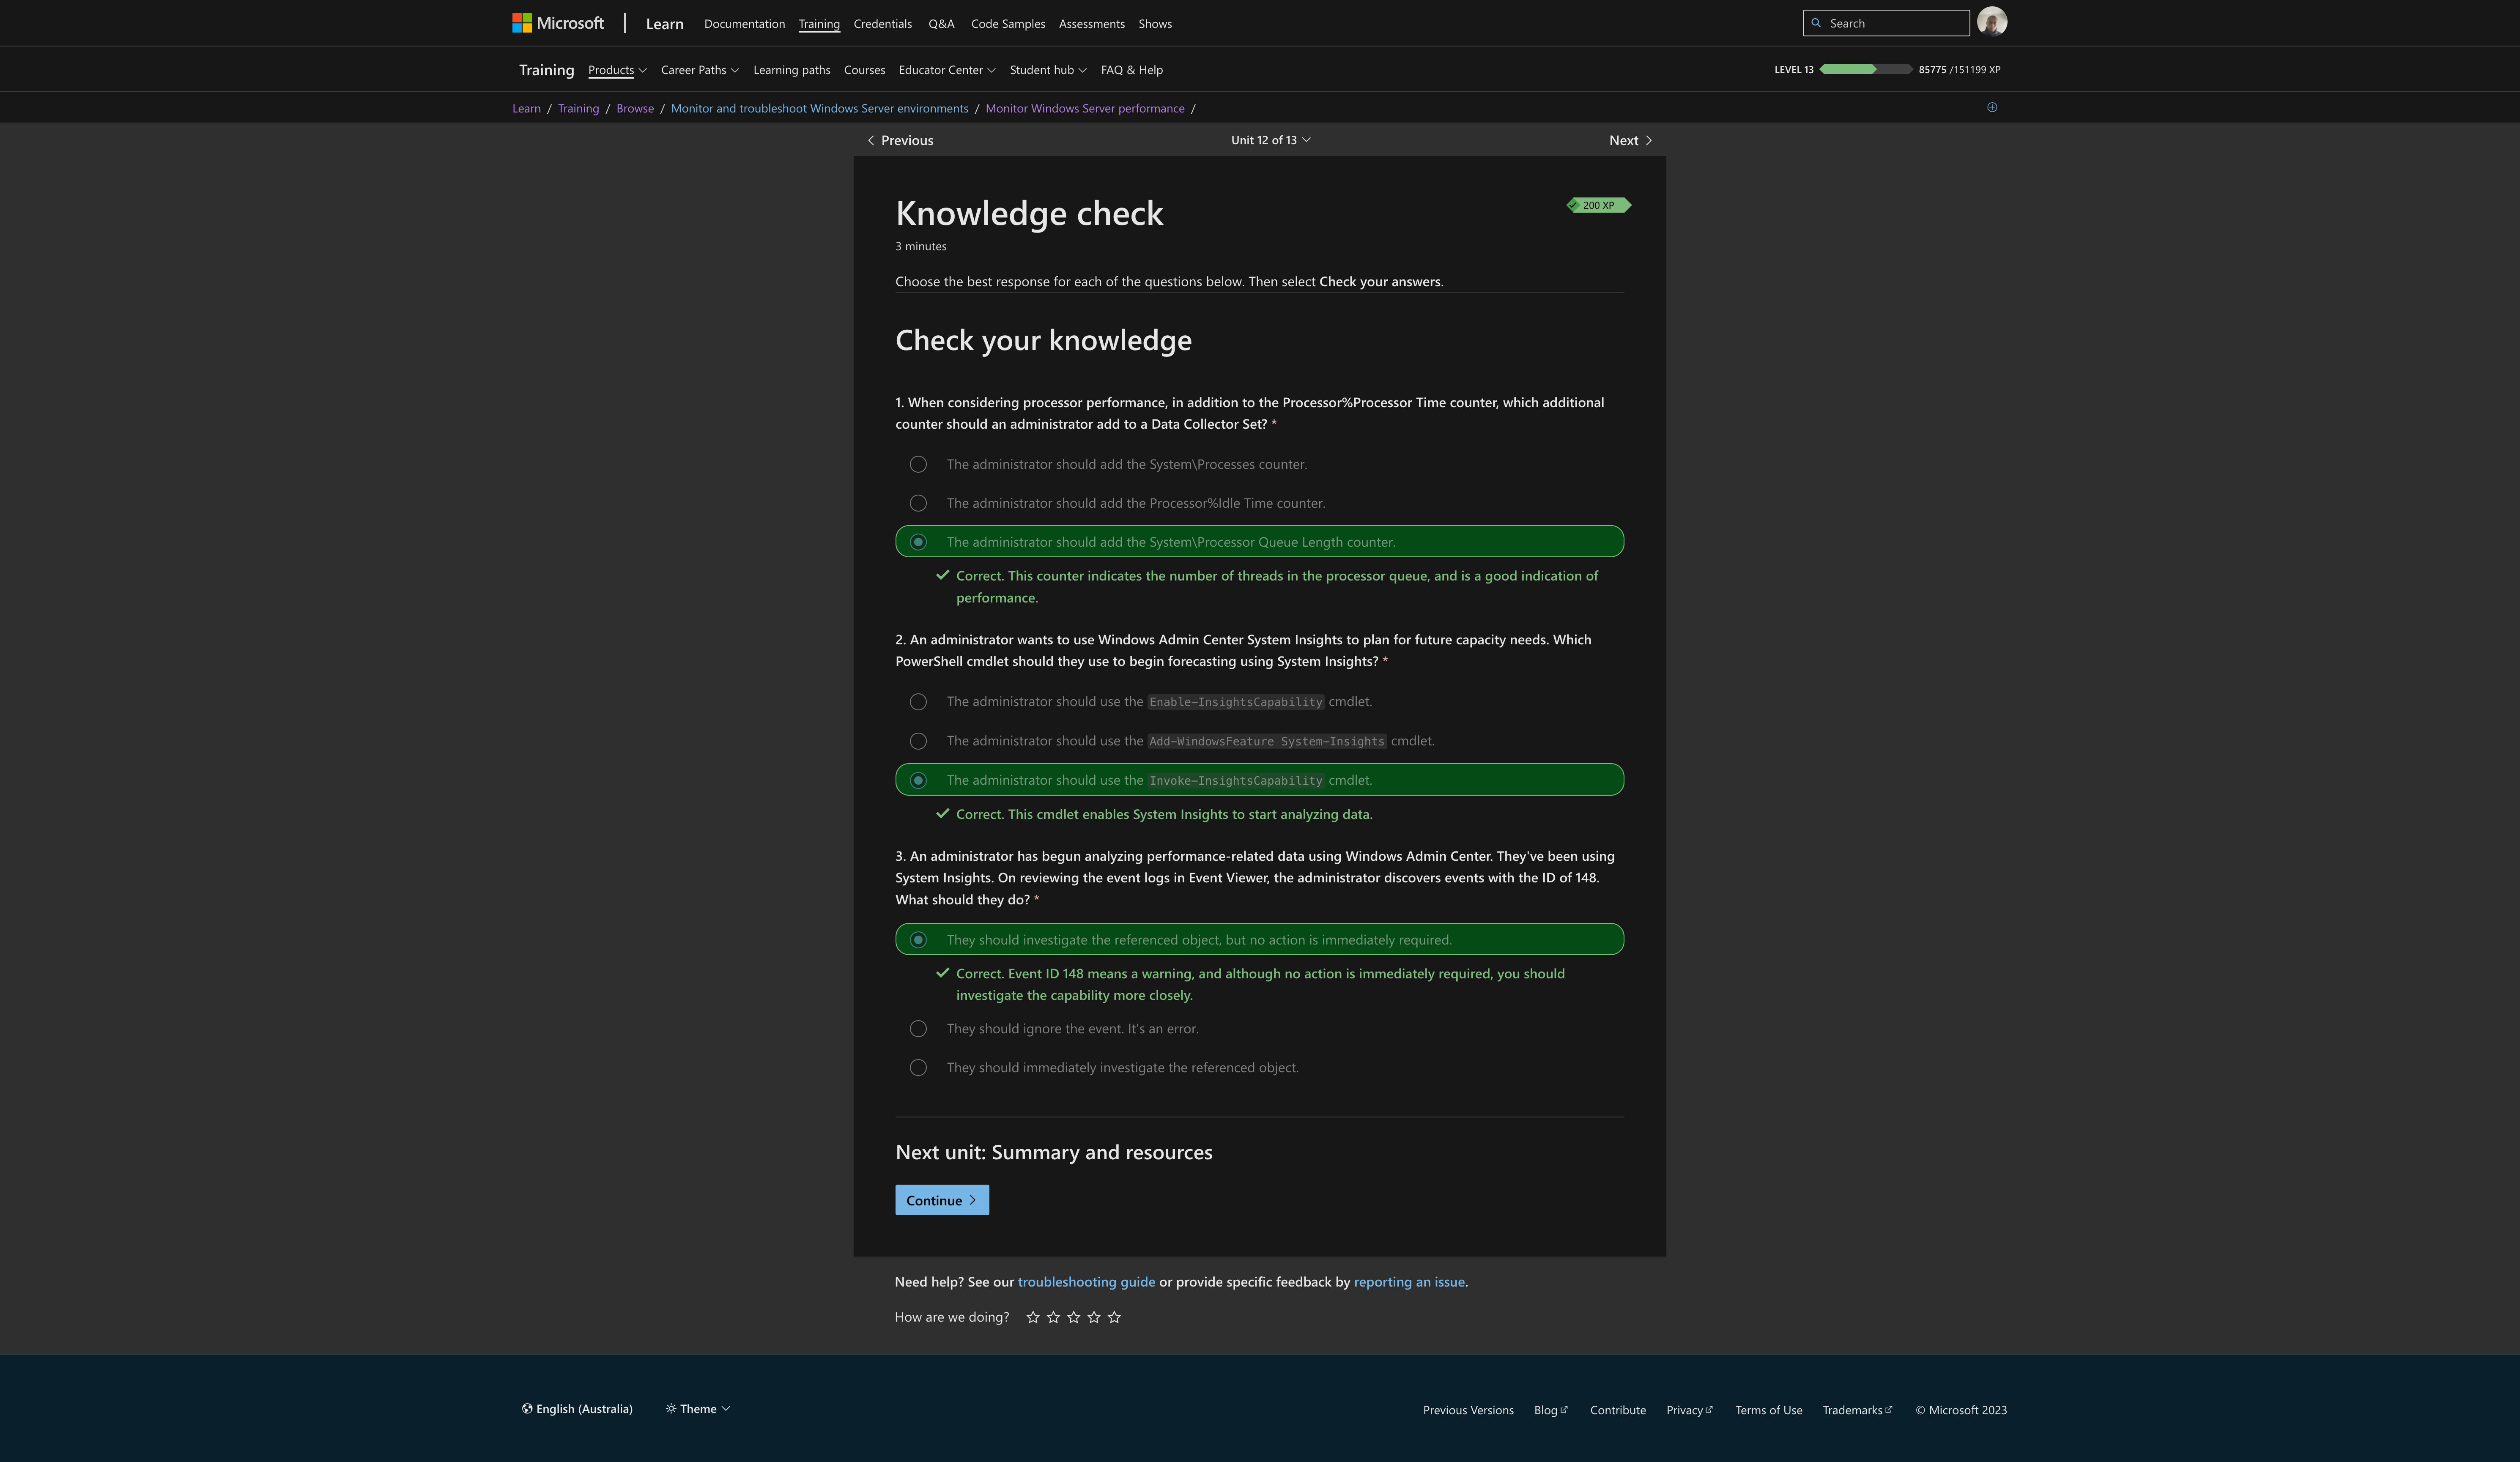 Microsoft | Learn Documentation Training Credentials Q&A Code Samples Assessments Shows Search
Training Products Career Paths Learning paths Courses Educator Center Student hub FAQ & Help LEVEL 13 85775 /151199 XP
Learn / Training / Browse / Monitor and troubleshoot Windows Server environments / Monitor Windows Server performance /
Previous Unit 12 of 13 Next
Knowledge check
200 XP
3 minutes
Choose the best response for each of the questions below. Then select Check your answers.
Check your knowledge
1. When considering processor performance, in addition to the Processor%Processor Time counter, which additional
counter should an administrator add to a Data Collector Set? *
The administrator should add the System\Processes counter.
The administrator should add the Processor%Idle Time counter.
The administrator should add the System\Processor Queue Length counter.
Correct. This counter indicates the number of threads in the processor queue, and is a good indication of
performance.
2. An administrator wants to use Windows Admin Center System Insights to plan for future capacity needs. Which
PowerShell cmdlet should they use to begin forecasting using System Insights? *
The administrator should use the Enable-InsightsCapability cmdlet.
The administrator should use the Add-WindowsFeature System-Insights cmdlet.
The administrator should use the Invoke-InsightsCapability cmdlet.
Correct. This cmdlet enables System Insights to start analyzing data.
3. An administrator has begun analyzing performance-related data using Windows Admin Center. They've been using
System Insights. On reviewing the event logs in Event Viewer, the administrator discovers events with the ID of 148.
What should they do? *
They should investigate the referenced object, but no action is immediately required.
Correct. Event ID 148 means a warning, and although no action is immediately required, you should
investigate the capability more closely.
They should ignore the event. It's an error.
They should immediately investigate the referenced object.
Next unit: Summary and resources
Continue
Need help? See our troubleshooting guide or provide specific feedback by reporting an issue.
How are we doing?
English (Australia) Theme Previous Versions Blog Contribute Privacy Terms of Use Trademarks © Microsoft 2023